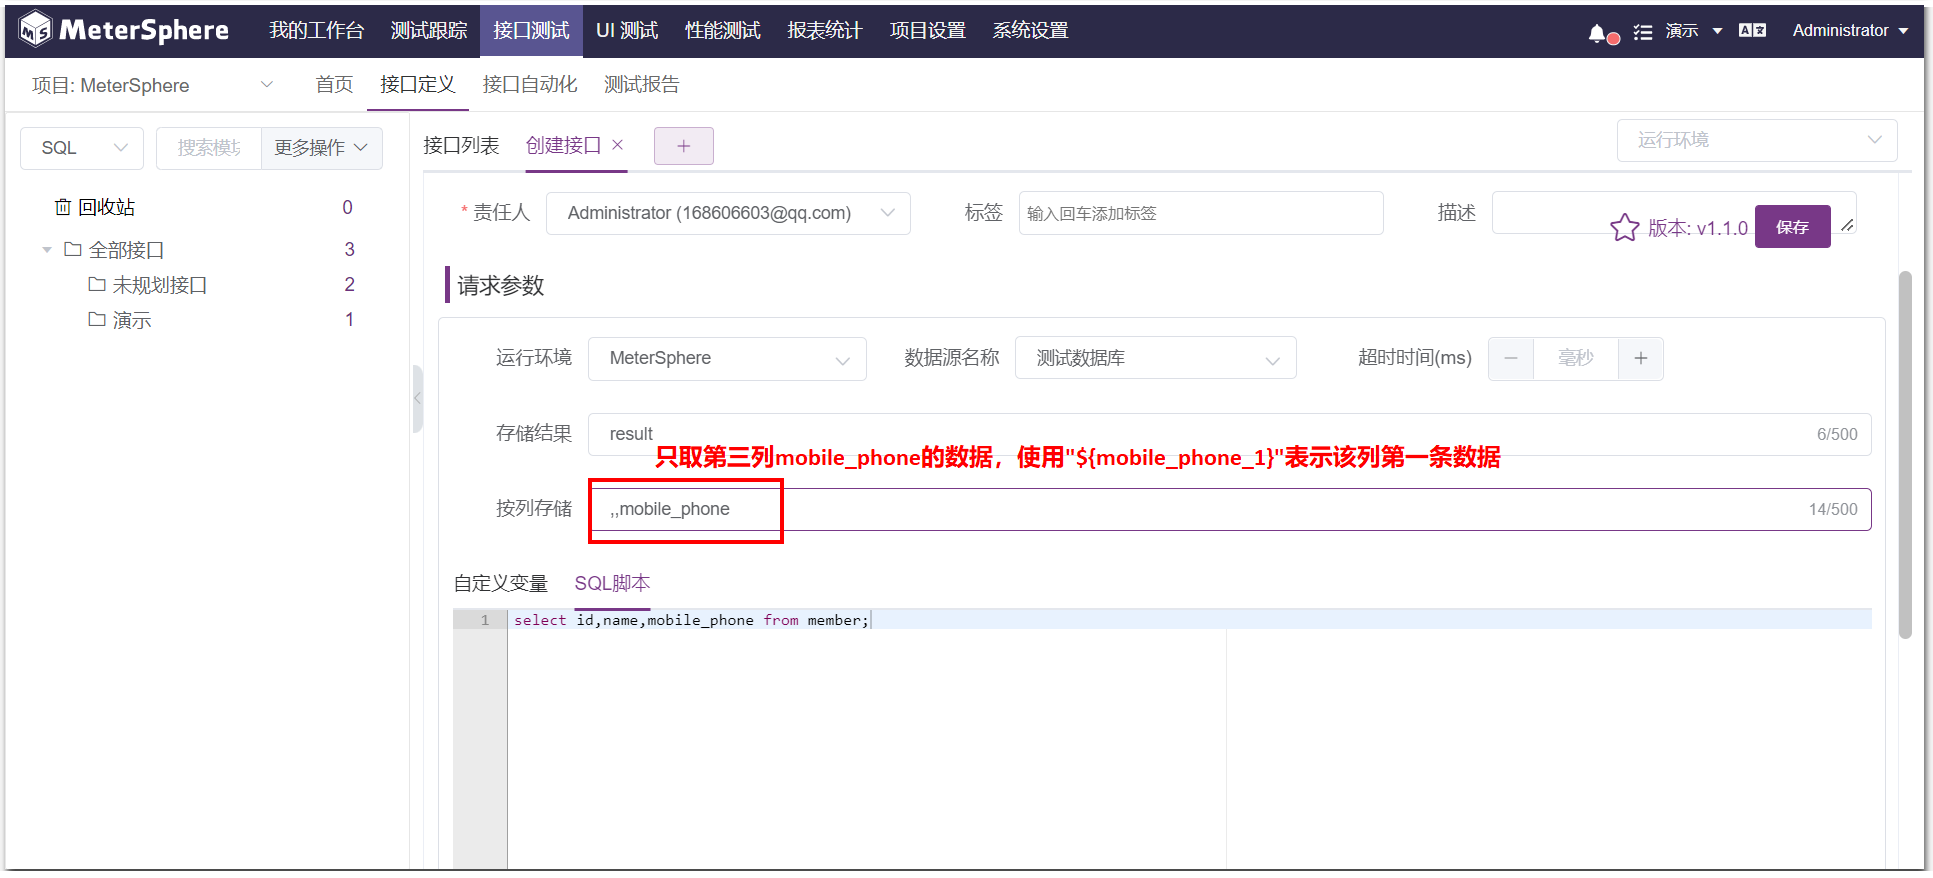 MeterSphere 我的工作台 测试跟踪 接口测试 UI 测试 性能测试 报表统计 项目设置 系统设置 演示 Administrator
项目: MeterSphere 首页 接口定义 接口自动化 测试报告
SQL 搜索模块 更多操作 接口列表 创建接口 × + 运行环境
回收站 0
全部接口 3
未规划接口 2
演示 1
* 责任人 Administrator (168606603@qq.com) 标签 输入回车添加标签 描述 版本: v1.1.0 保存
请求参数
运行环境 MeterSphere 数据源名称 测试数据库 超时时间(ms) － 毫秒 +
存储结果 result 6/500
只取第三列mobile_phone的数据，使用"${mobile_phone_1}"表示该列第一条数据
按列存储 ,,mobile_phone 14/500
自定义变量 SQL脚本
1 select id,name,mobile_phone from member;